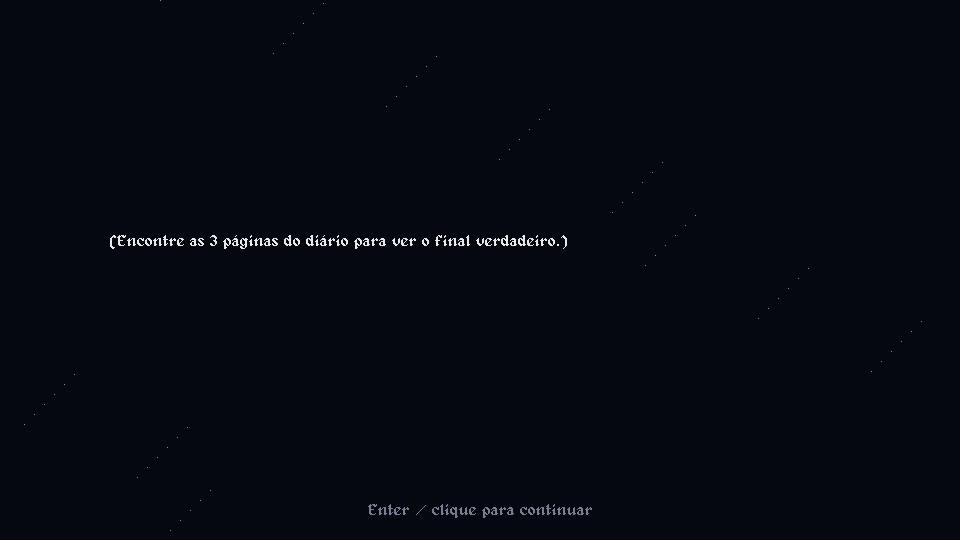 (Encontre as 3 páginas do diário para ver o final verdadeiro.)
Enter / clique para continuar